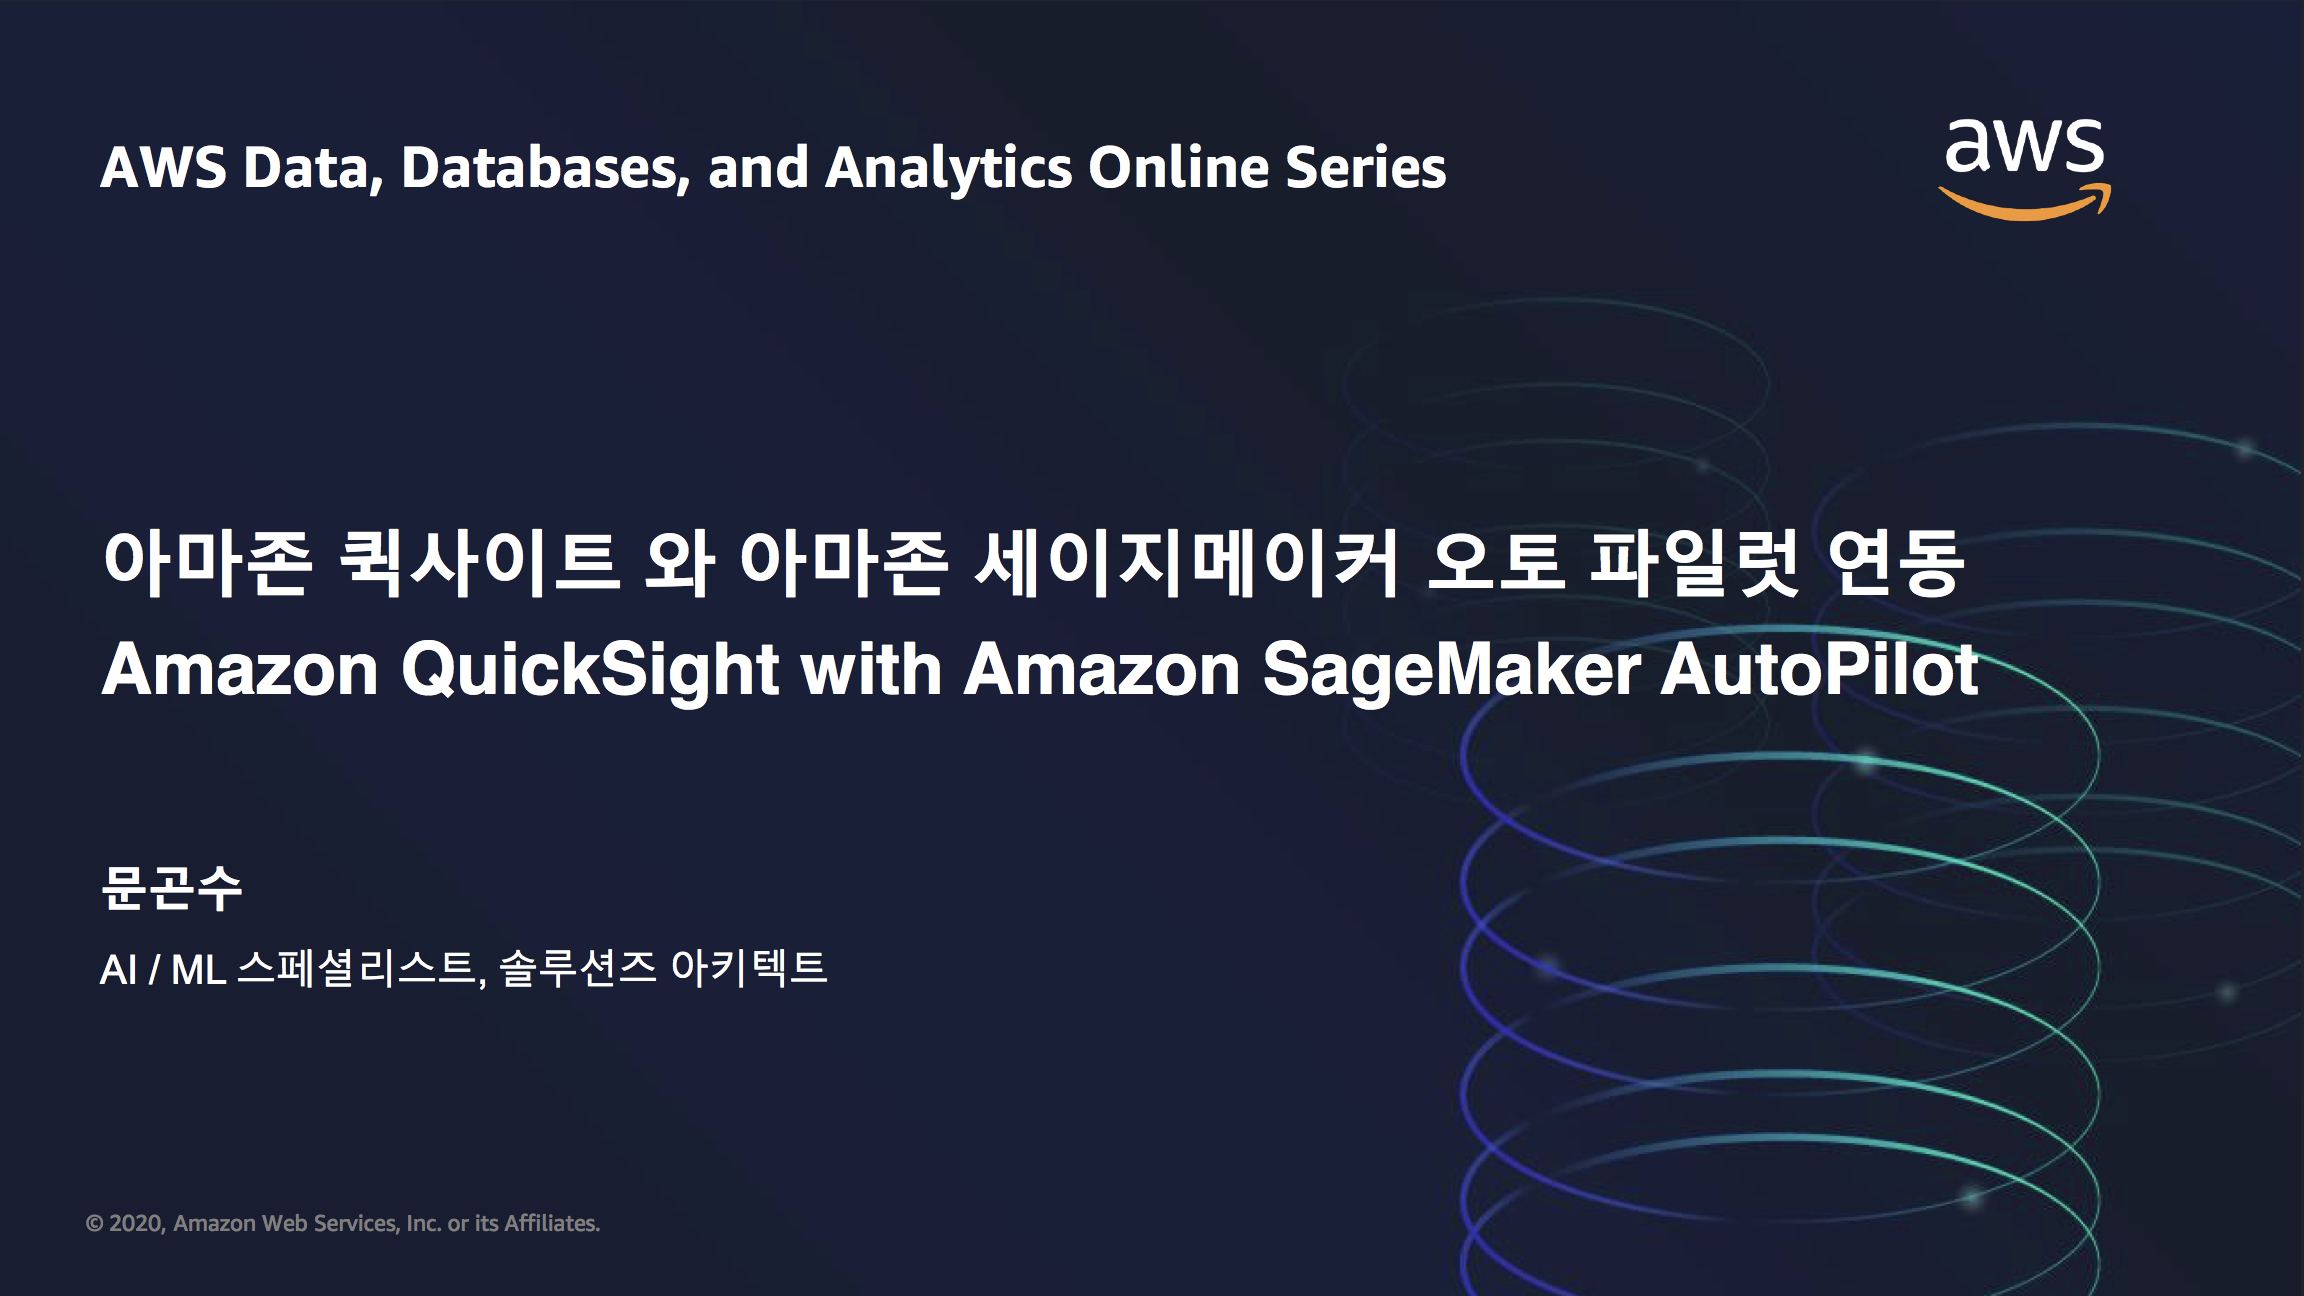 AWS Data, Databases, and Analytics Online Series
aws
아마존 퀵사이트 와 아마존 세이지메이커 오토 파일럿 연동
Amazon QuickSight with Amazon SageMaker AutoPilot
문곤수
AI / ML 스페셜리스트, 솔루션즈 아키텍트
© 2020, Amazon Web Services, Inc. or its Affiliates.